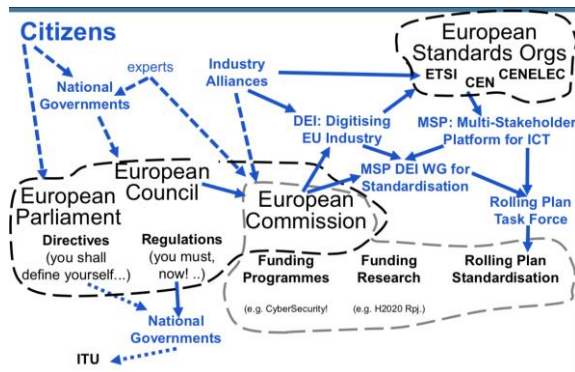 Citizens
experts
National
Governments
Industry
Alliances
European
Standards Orgs
ETSI CEN CENELEC
DEI: Digitising
EU Industry
MSP: Multi-Stakeholder
Platform for ICT
MSP DEI WG for
Standardisation
European
Parliament
European
Council
European
Commission
Rolling Plan
Task Force
Directives
(you shall
define yourself...)
Regulations
(you must,
now! ..)
Funding
Programmes
(e.g. CyberSecurity!
Funding
Research
(e.g. H2020 Rpj.)
Rolling Plan
Standardisation
National
Governments
ITU